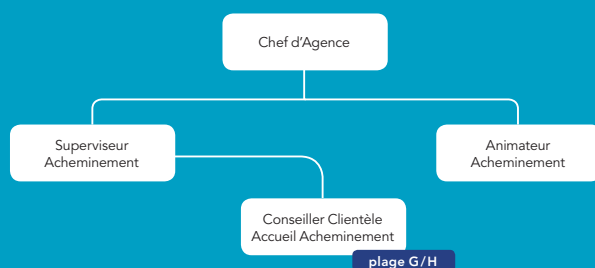 Chef d'Agence
Superviseur
Acheminement
Animateur
Acheminement
Conseiller Clientèle
Accueil Acheminement
plage G/H